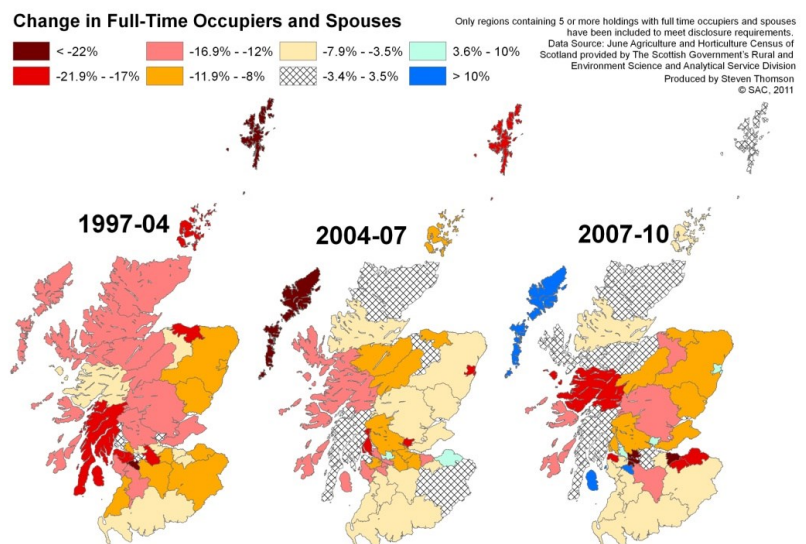 Change in Full-Time Occupiers and Spouses
Only regions containing 5 or more holdings with full time occupiers and spouses
have been included to meet disclosure requirements.
Data Source: June Agriculture and Horticulture Census of
Scotland provided by The Scottish Government's Rural and
Environment Science and Analytical Service Division
Produced by Steven Thomson
© SAC, 2011
< -22%
-16.9% - -12%
-7.9% - -3.5%
3.6% - 10%
-21.9% - -17%
-11.9% - -8%
-3.4% - 3.5%
> 10%
1997-04
2004-07
2007-10